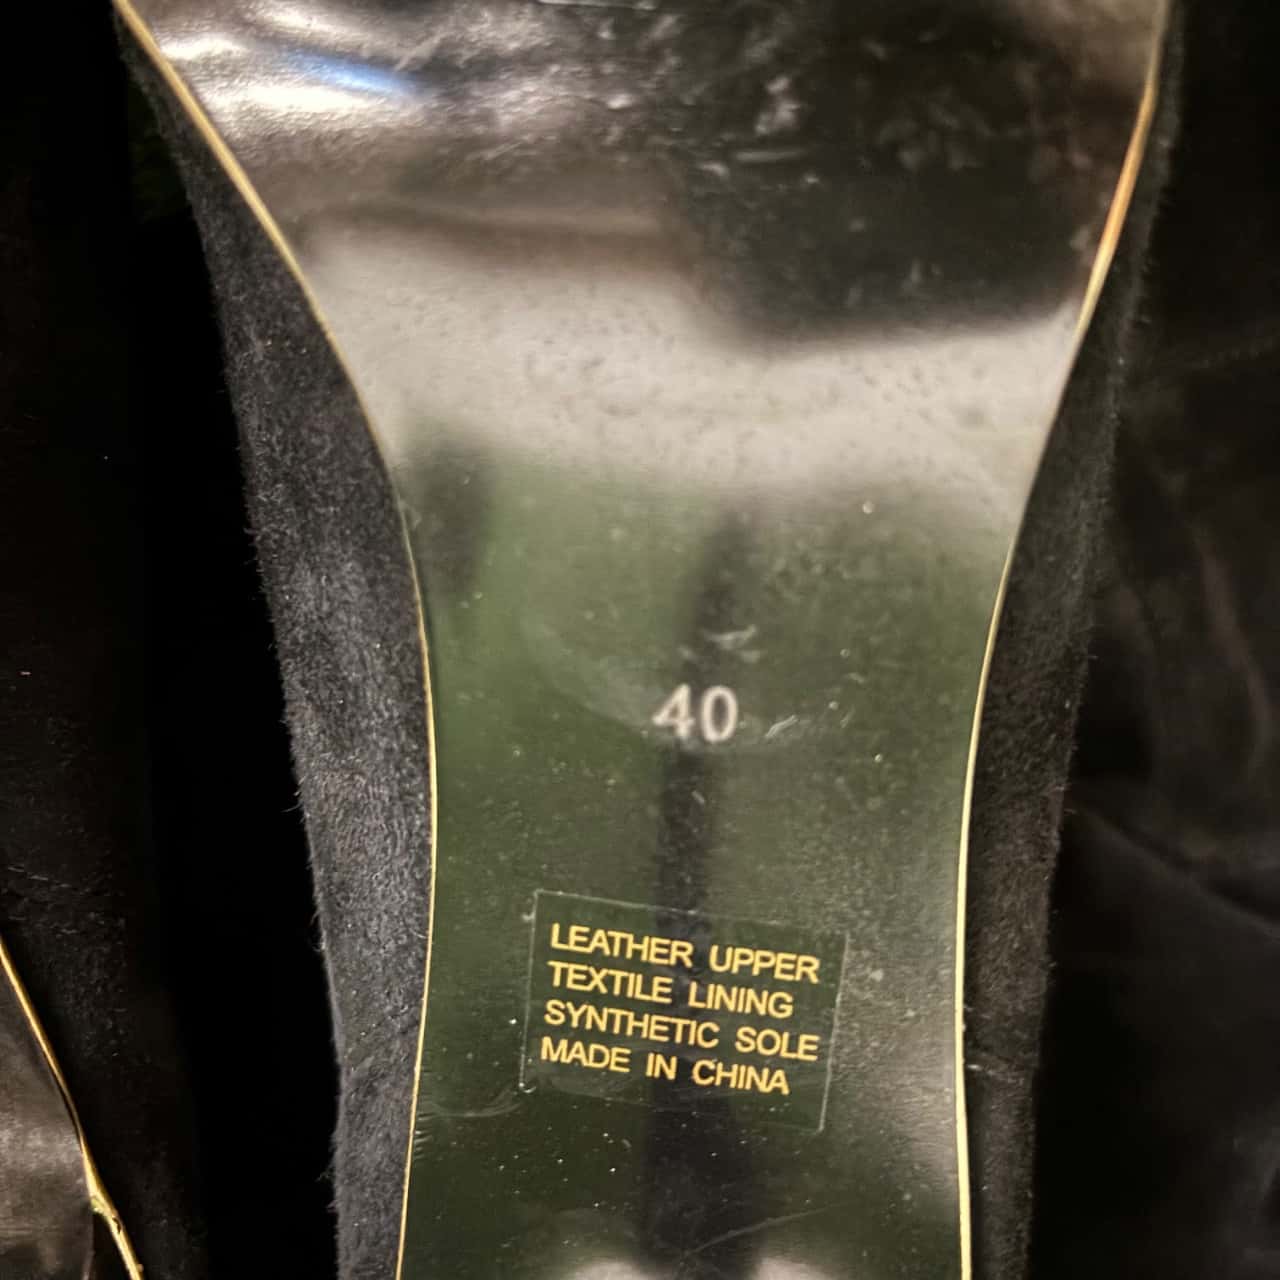 40
LEATHER UPPER
TEXTILE LINING
SYNTHETIC SOLE
MADE IN CHINA